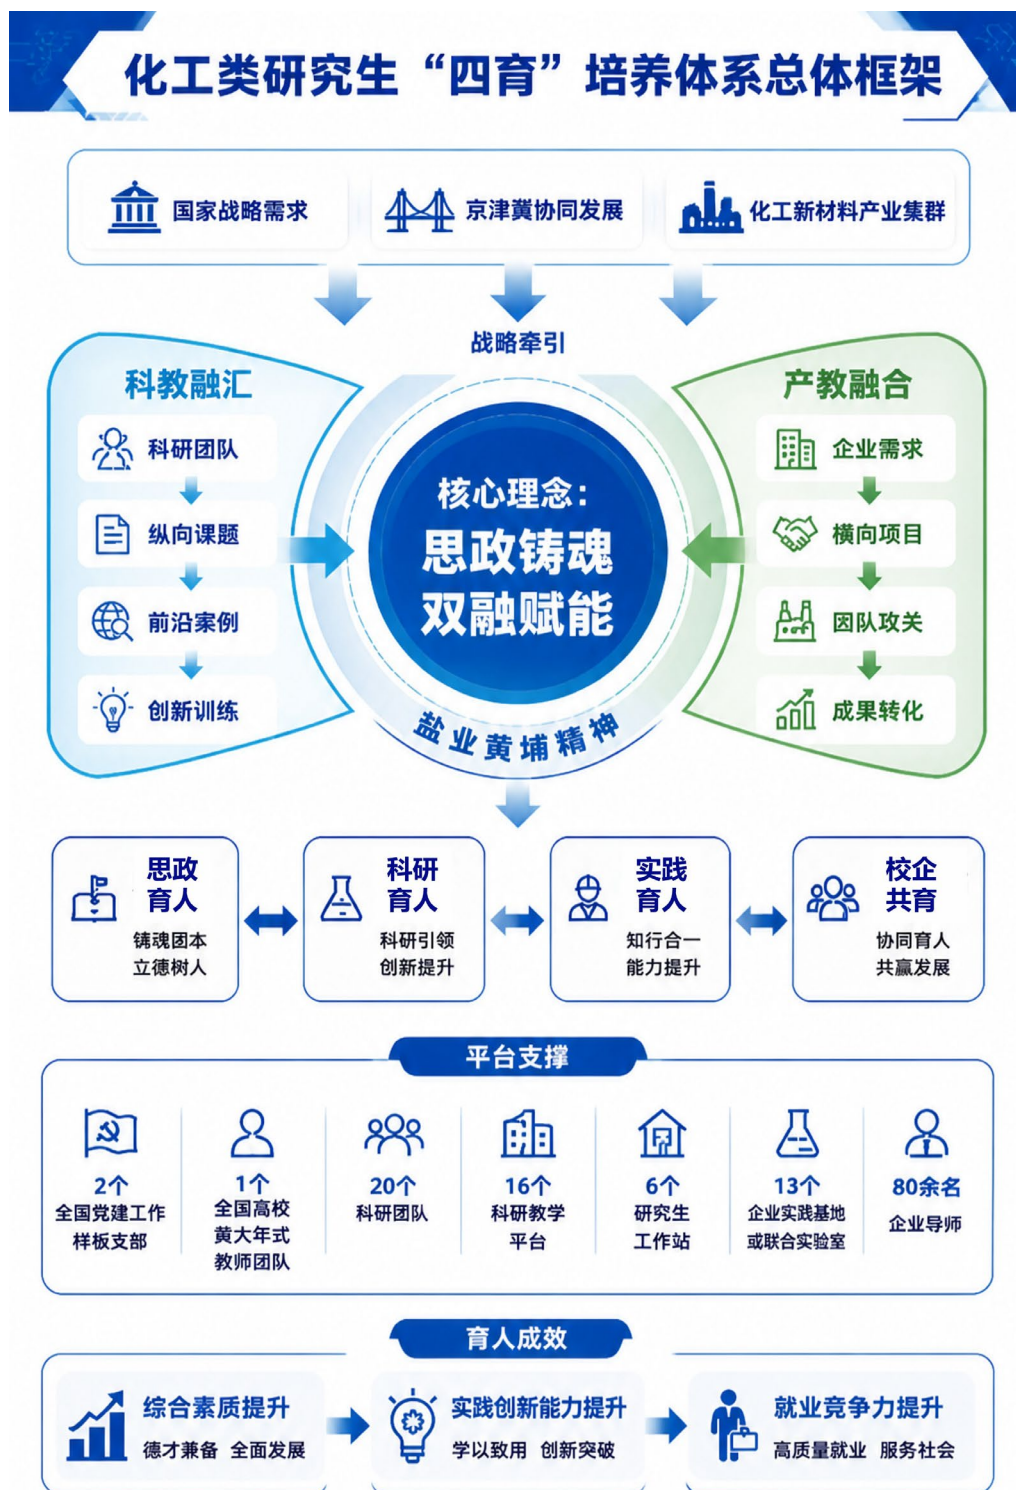 化工类研究生“四育”培养体系总体框架
国家战略需求
京津冀协同发展
化工新材料产业集群
战略牵引
科教融汇
科研团队
纵向课题
前沿案例
创新训练
核心理念：
思政铸魂
双融赋能
盐业黄埔精神
产教融合
企业需求
横向项目
因队攻关
成果转化
思政
育人
铸魂团本
立德树人
科研
育人
科研引领
创新提升
实践
育人
知行合一
能力提升
校企
共育
协同育人
共赢发展
平台支撑
2个
全国党建工作
样板支部
1个
全国高校
黄大年式
教师团队
20个
科研团队
16个
科研教学
平台
6个
研究生
工作站
13个
企业实践基地
或联合实验室
80余名
企业导师
育人成效
综合素质提升
德才兼备 全面发展
实践创新能力提升
学以致用 创新突破
就业竞争力提升
高质量就业 服务社会